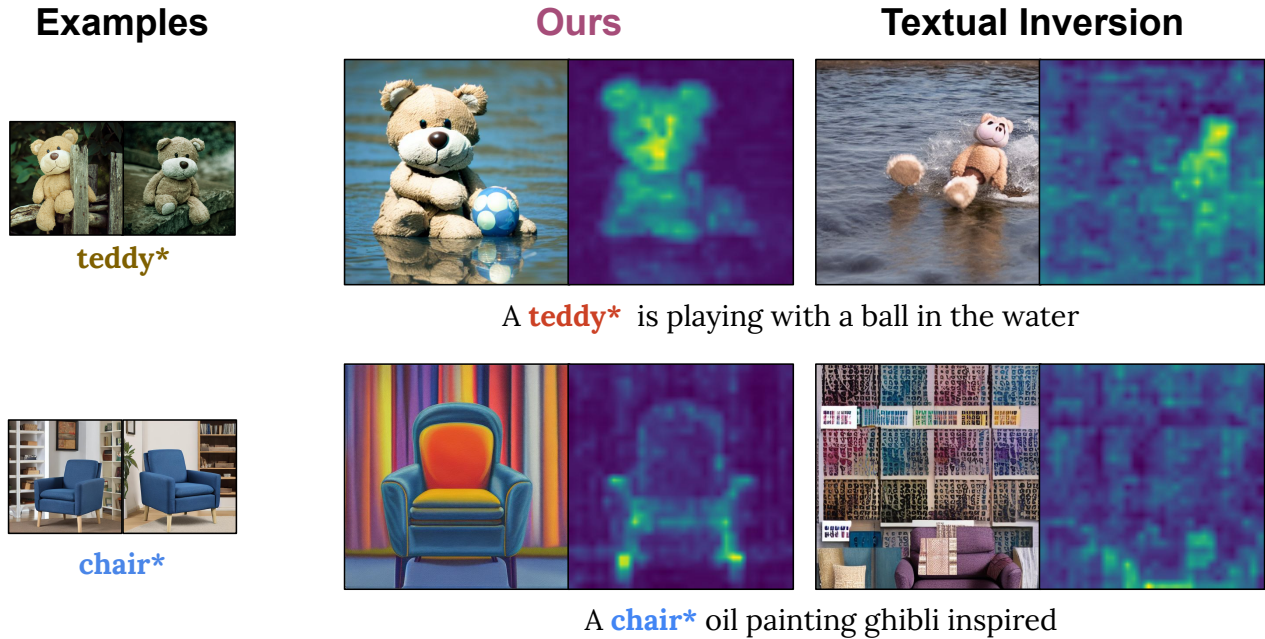 Examples
Ours
Textual Inversion
teddy*
A teddy* is playing with a ball in the water
chair*
A chair* oil painting ghibli inspired